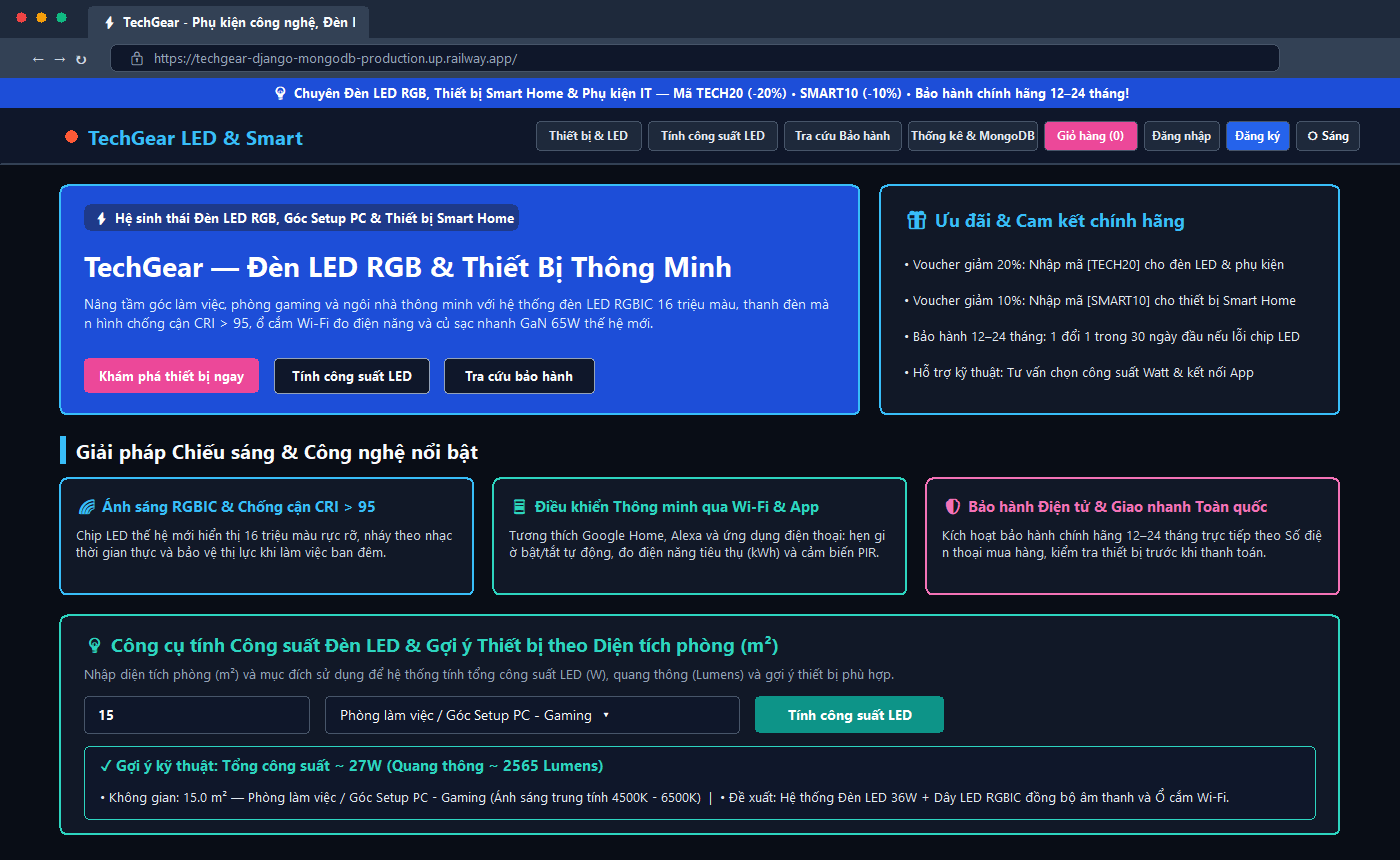 TechGear - Phụ kiện công nghệ, Đèn
https://techgear-django-mongodb-production.up.railway.app/
Chuyên Đèn LED RGB, Thiết bị Smart Home & Phụ kiện IT — Mã TECH20 (-20%) • SMART10 (-10%) • Bảo hành chính hãng 12–24 tháng!
TechGear LED & Smart
Thiết bị & LED
Tính công suất LED
Tra cứu Bảo hành
Thống kê & MongoDB
Giỏ hàng (0)
Đăng nhập
Đăng ký
Sáng
Hệ sinh thái Đèn LED RGB, Góc Setup PC & Thiết bị Smart Home
TechGear — Đèn LED RGB & Thiết Bị Thông Minh
Nâng tầm góc làm việc, phòng gaming và ngôi nhà thông minh với hệ thống đèn LED RGBIC 16 triệu màu, thanh đèn mà
n hình chống cận CRI > 95, ổ cắm Wi-Fi đo điện năng và củ sạc nhanh GaN 65W thế hệ mới.
Khám phá thiết bị ngay
Tính công suất LED
Tra cứu bảo hành
Ưu đãi & Cam kết chính hãng
• Voucher giảm 20%: Nhập mã [TECH20] cho đèn LED & phụ kiện
• Voucher giảm 10%: Nhập mã [SMART10] cho thiết bị Smart Home
• Bảo hành 12–24 tháng: 1 đổi 1 trong 30 ngày đầu nếu lỗi chip LED
• Hỗ trợ kỹ thuật: Tư vấn chọn công suất Watt & kết nối App
Giải pháp Chiếu sáng & Công nghệ nổi bật
Ánh sáng RGBIC & Chống cận CRI > 95
Chip LED thế hệ mới hiển thị 16 triệu màu rực rỡ, nháy theo nhạc
thời gian thực và bảo vệ thị lực khi làm việc ban đêm.
Điều khiển Thông minh qua Wi-Fi & App
Tương thích Google Home, Alexa và ứng dụng điện thoại: hẹn gi
ờ bật/tắt tự động, đo điện năng tiêu thụ (kWh) và cảm biến PIR.
Bảo hành Điện tử & Giao nhanh Toàn quốc
Kích hoạt bảo hành chính hãng 12–24 tháng trực tiếp theo Số điệ
n thoại mua hàng, kiểm tra thiết bị trước khi thanh toán.
Công cụ tính Công suất Đèn LED & Gợi ý Thiết bị theo Diện tích phòng (m²)
Nhập diện tích phòng (m²) và mục đích sử dụng để hệ thống tính tổng công suất LED (W), quang thông (Lumens) và gợi ý thiết bị phù hợp.
15
Phòng làm việc / Góc Setup PC - Gaming ▾
Tính công suất LED
✓ Gợi ý kỹ thuật: Tổng công suất ~ 27W (Quang thông ~ 2565 Lumens)
• Không gian: 15.0 m² — Phòng làm việc / Góc Setup PC - Gaming (Ánh sáng trung tính 4500K - 6500K) | • Đề xuất: Hệ thống Đèn LED 36W + Dây LED RGBIC đồng bộ âm thanh và Ổ cắm Wi-Fi.